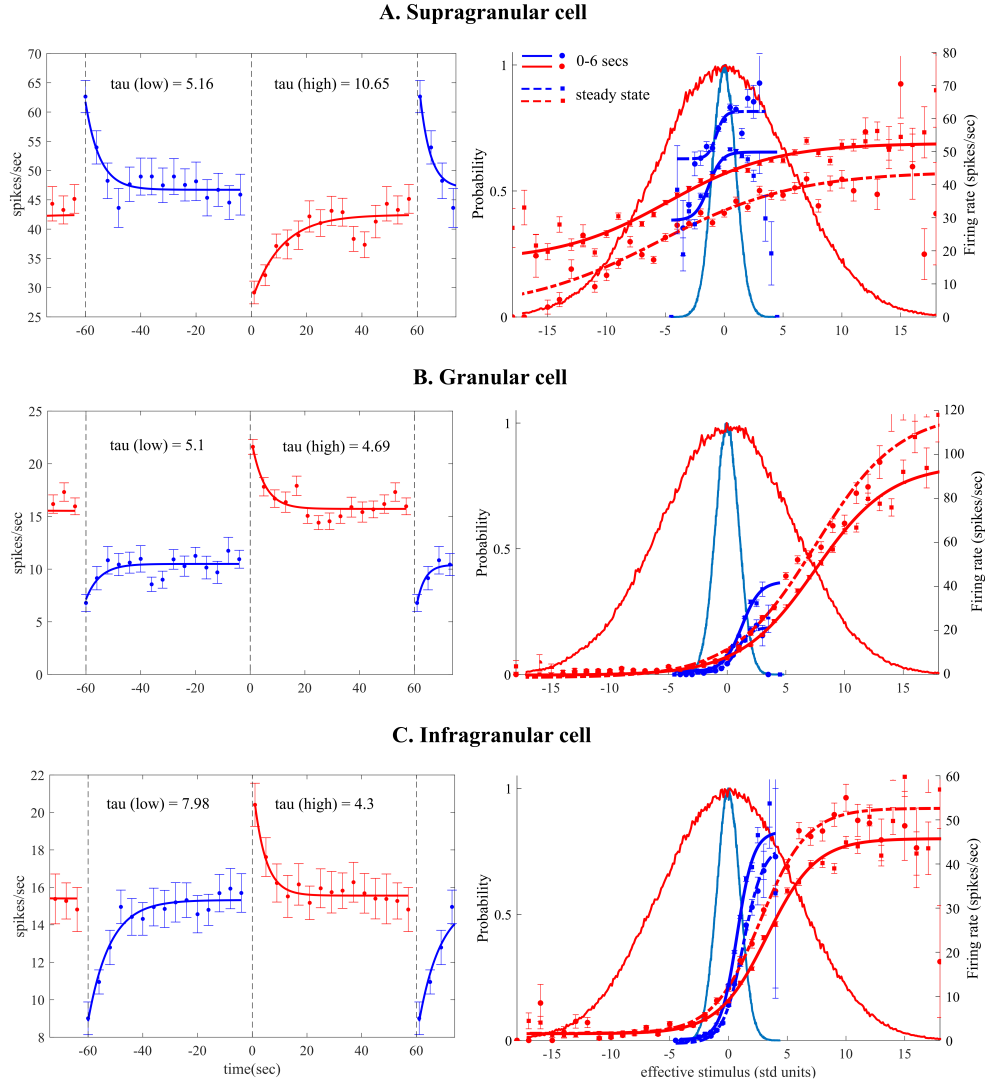 A. Supragranular cell
70
65
60
55
50
45
40
35
30
25
spikes/sec
tau (low) = 5.16
tau (high) = 10.65
-60 -40 -20 0 20 40 60
1
0.5
0
Probability
0-6 secs
steady state
80
70
60
50
40
30
20
10
0
Firing rate (spikes/sec)
-15 -10 -5 0 5 10 15
B. Granular cell
25
20
15
10
5
0
spikes/sec
tau (low) = 5.1
tau (high) = 4.69
-60 -40 -20 0 20 40 60
1
0.5
0
Probability
120
100
80
60
40
20
0
Firing rate (spikes/sec)
-15 -10 -5 0 5 10 15
C. Infragranular cell
22
20
18
16
14
12
10
8
spikes/sec
tau (low) = 7.98
tau (high) = 4.3
-60 -40 -20 0 20 40 60
time(sec)
1
0.5
0
Probability
60
50
40
30
20
10
0
Firing rate (spikes/sec)
-15 -10 -5 0 5 10 15
effective stimulus (std units)